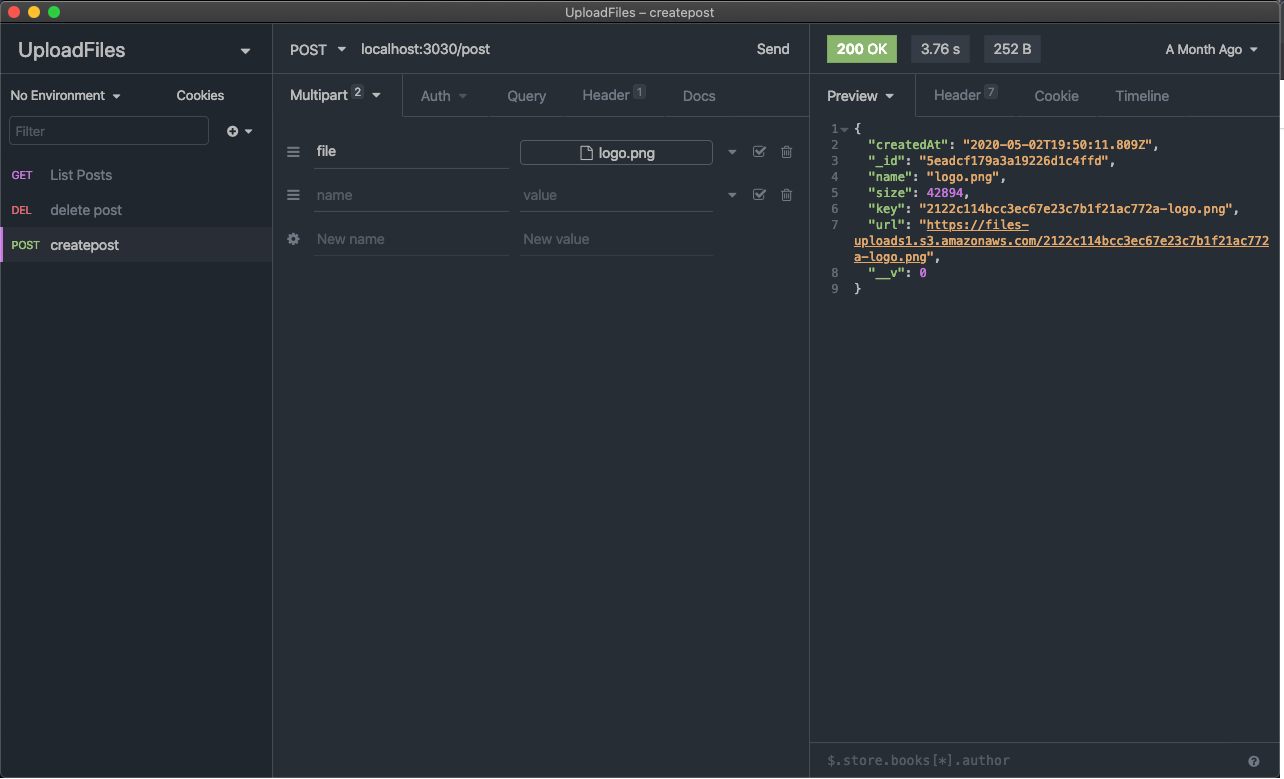 UploadFiles – createpost
UploadFiles
No Environment
Cookies
Filter
GET List Posts
DEL delete post
POST createpost
POST localhost:3030/post
Send
Multipart 2
Auth
Query
Header 1
Docs
file
logo.png
name
value
New name
New value
200 OK
3.76 s
252 B
A Month Ago
Preview
Header 7
Cookie
Timeline
1 {
2 "createdAt": "2020-05-02T19:50:11.809Z",
3 "_id": "5eadcf179a3a19226d1c4ffd",
4 "name": "logo.png",
5 "size": 42894,
6 "key": "2122c114bcc3ec67e23c7b1f21ac772a-logo.png",
7 "url": "https://files-
uploads1.s3.amazonaws.com/2122c114bcc3ec67e23c7b1f21ac772
a-logo.png",
8 "__v": 0
9 }
$.store.books[*].author